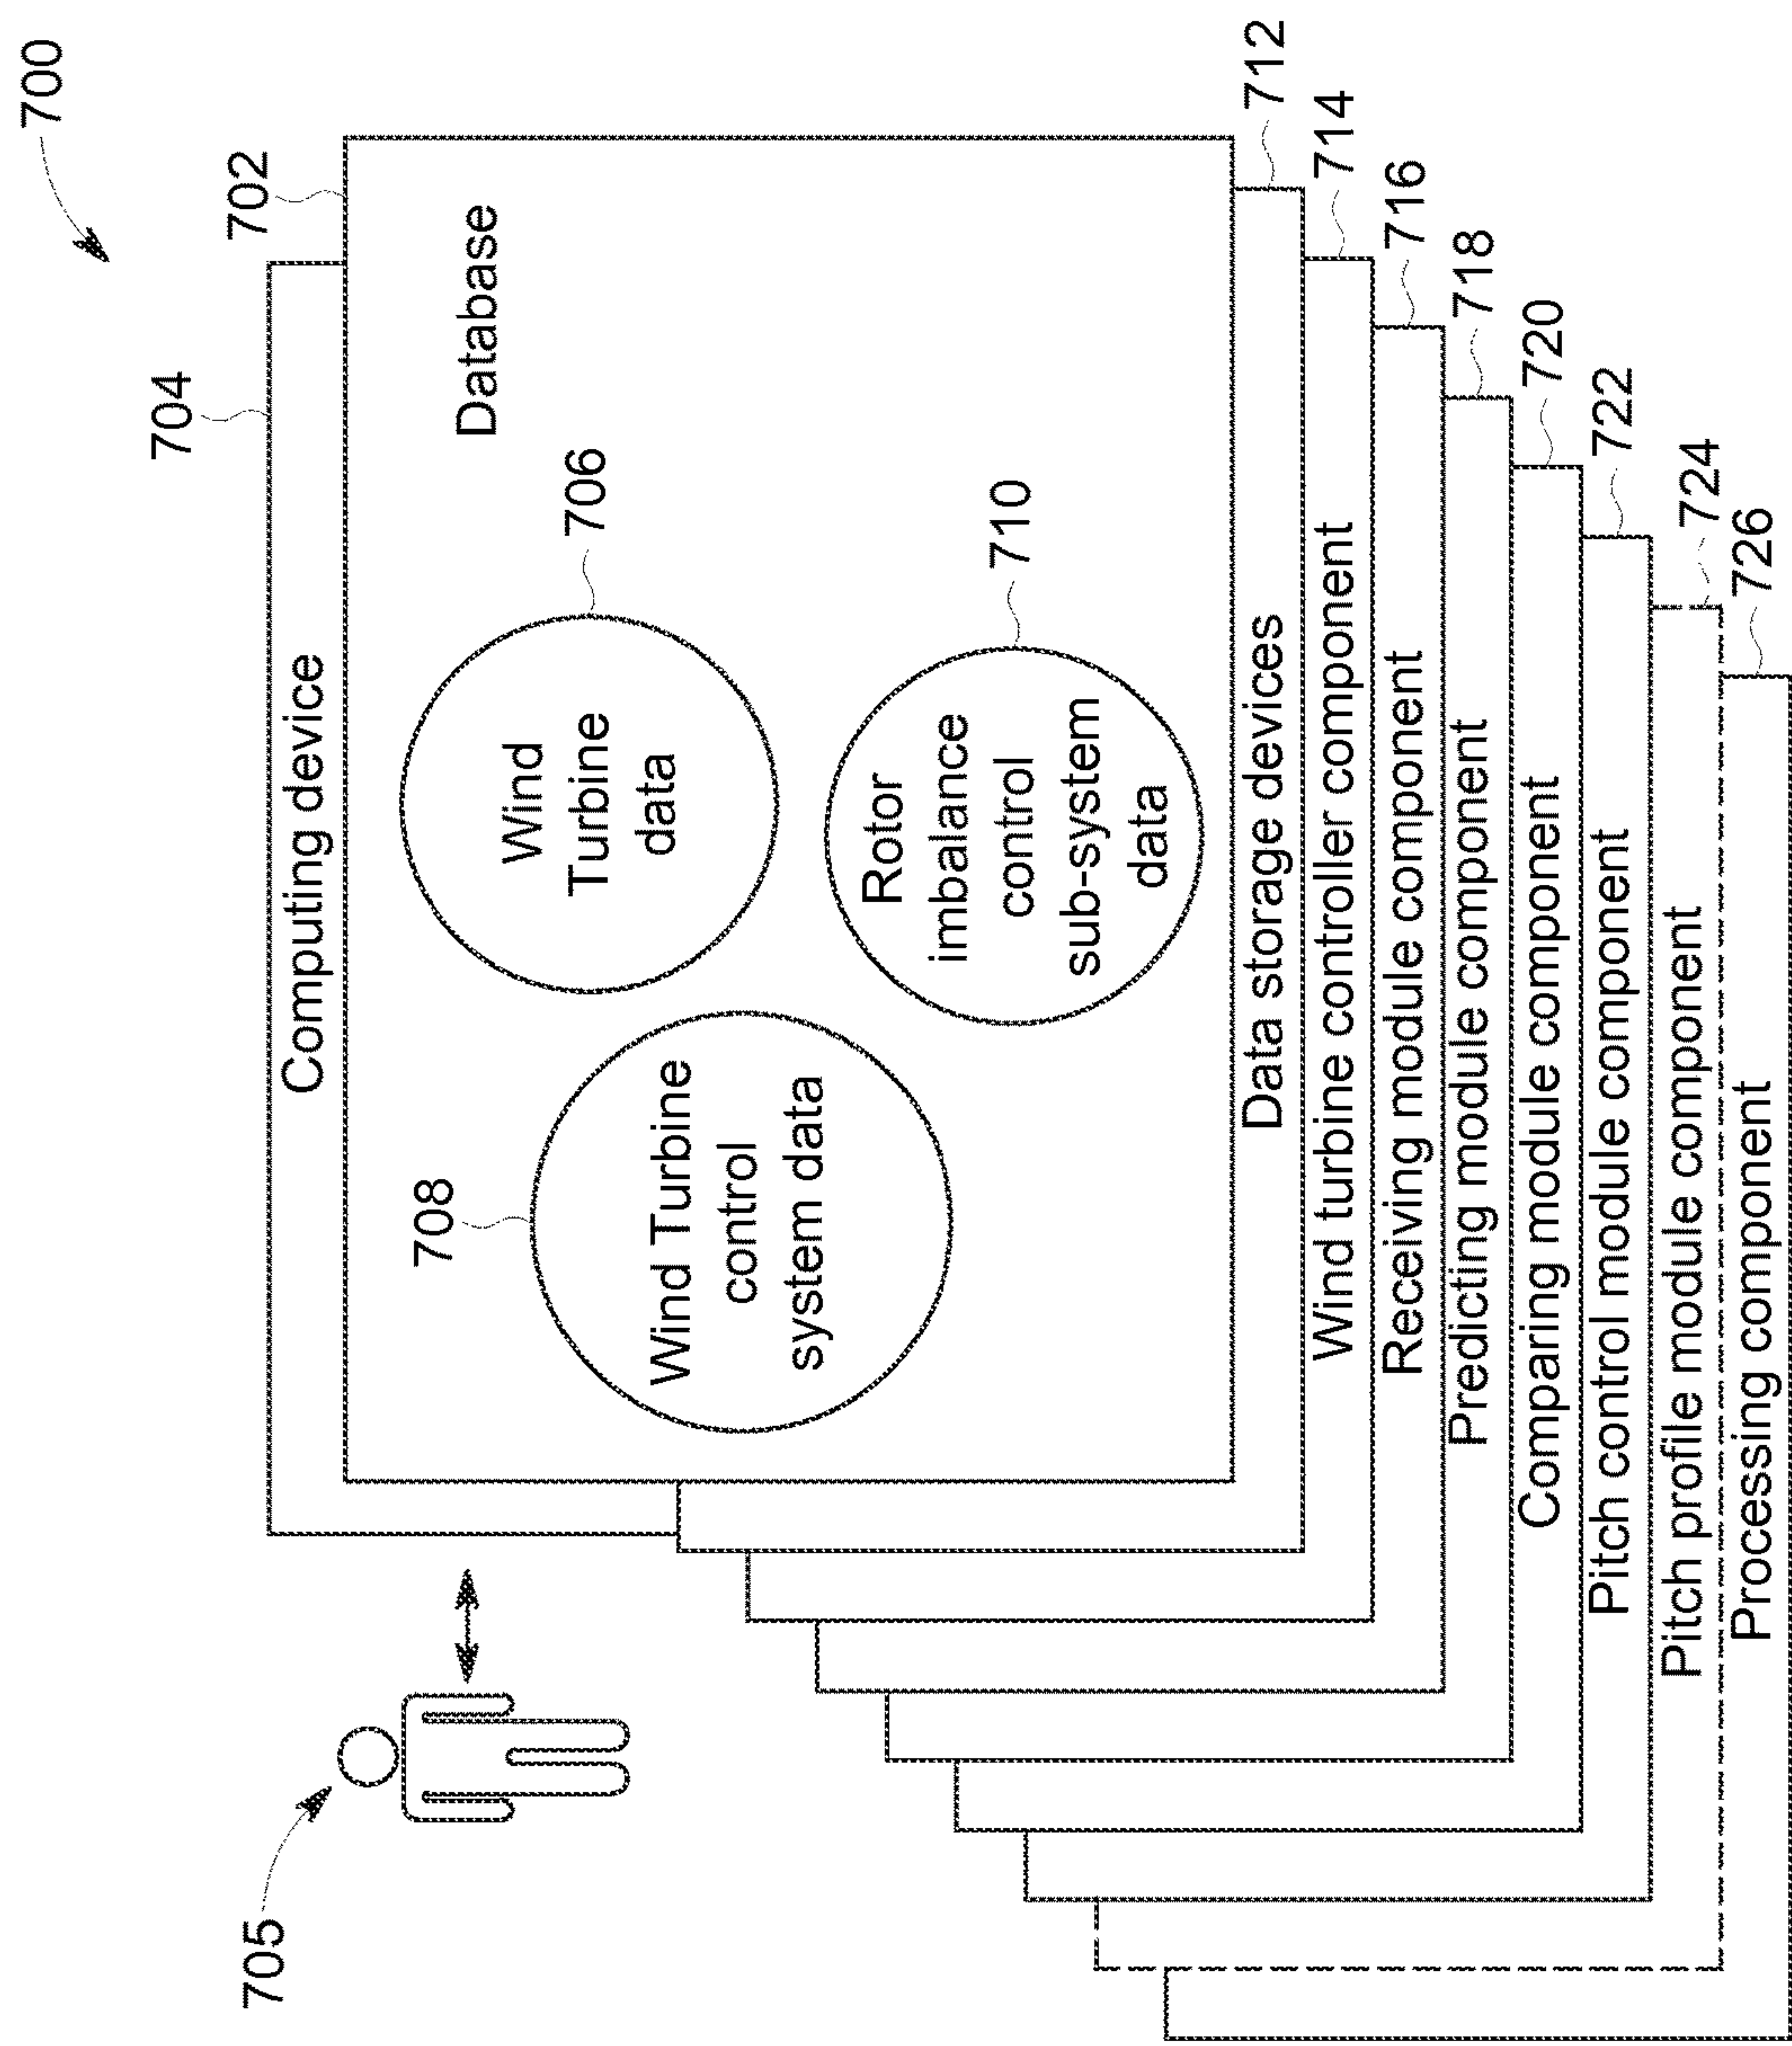 700
704
702
Computing device
705
Database
708
706
Wind Turbine
control
system data
Wind
Turbine
data
710
Rotor
imbalance
control
sub-system
data
Data storage devices
712
Wind turbine controller component
714
Receiving module component
716
Predicting module component
718
Comparing module component
720
Pitch control module component
722
Pitch profile module component
724
Processing component
726